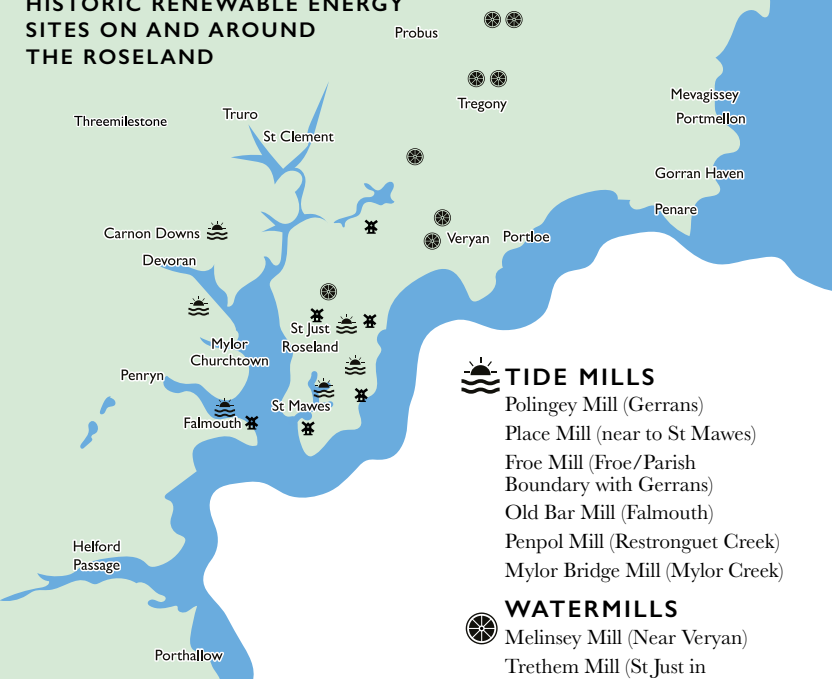 HISTORIC RENEWABLE ENERGY
SITES ON AND AROUND
THE ROSELAND
Probus
Tregony
Mevagissey
Portmellon
Threemilestone
Truro
St Clement
Gorran Haven
Penare
Carnon Downs
Veryan
Portloe
Devoran
St Just
Roseland
Mylor
Churchtown
Penryn
St Mawes
Falmouth
Helford
Passage
Porthallow
TIDE MILLS
Polingey Mill (Gerrans)
Place Mill (near to St Mawes)
Froe Mill (Froe/Parish
Boundary with Gerrans)
Old Bar Mill (Falmouth)
Penpol Mill (Restronguet Creek)
Mylor Bridge Mill (Mylor Creek)
WATERMILLS
Melinsey Mill (Near Veryan)
Trethem Mill (St Just in